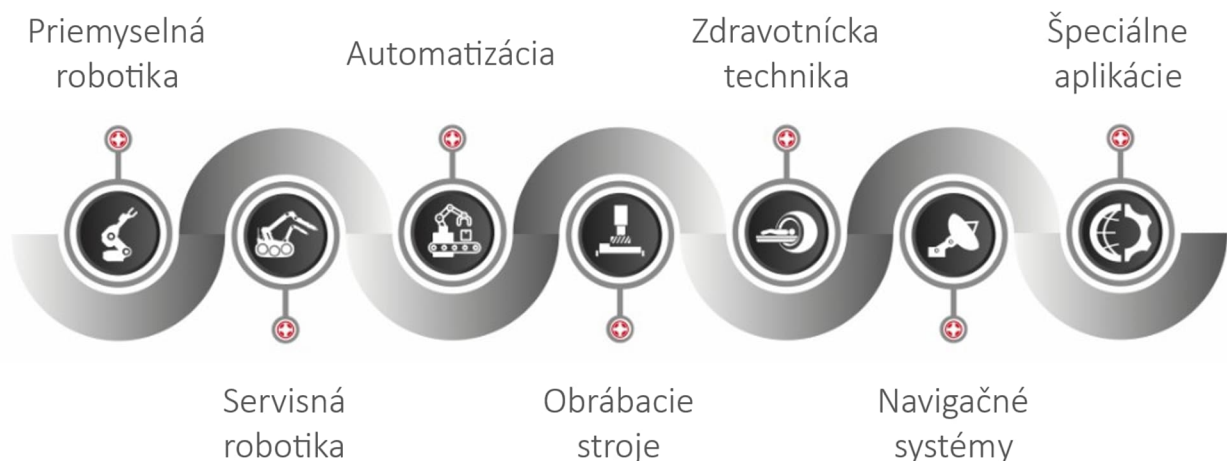 Priemyselná
robotika
Automatizácia
Zdravotnícka
technika
Špeciálne
aplikácie
Servisná
robotika
Obrábacie
stroje
Navigačné
systémy